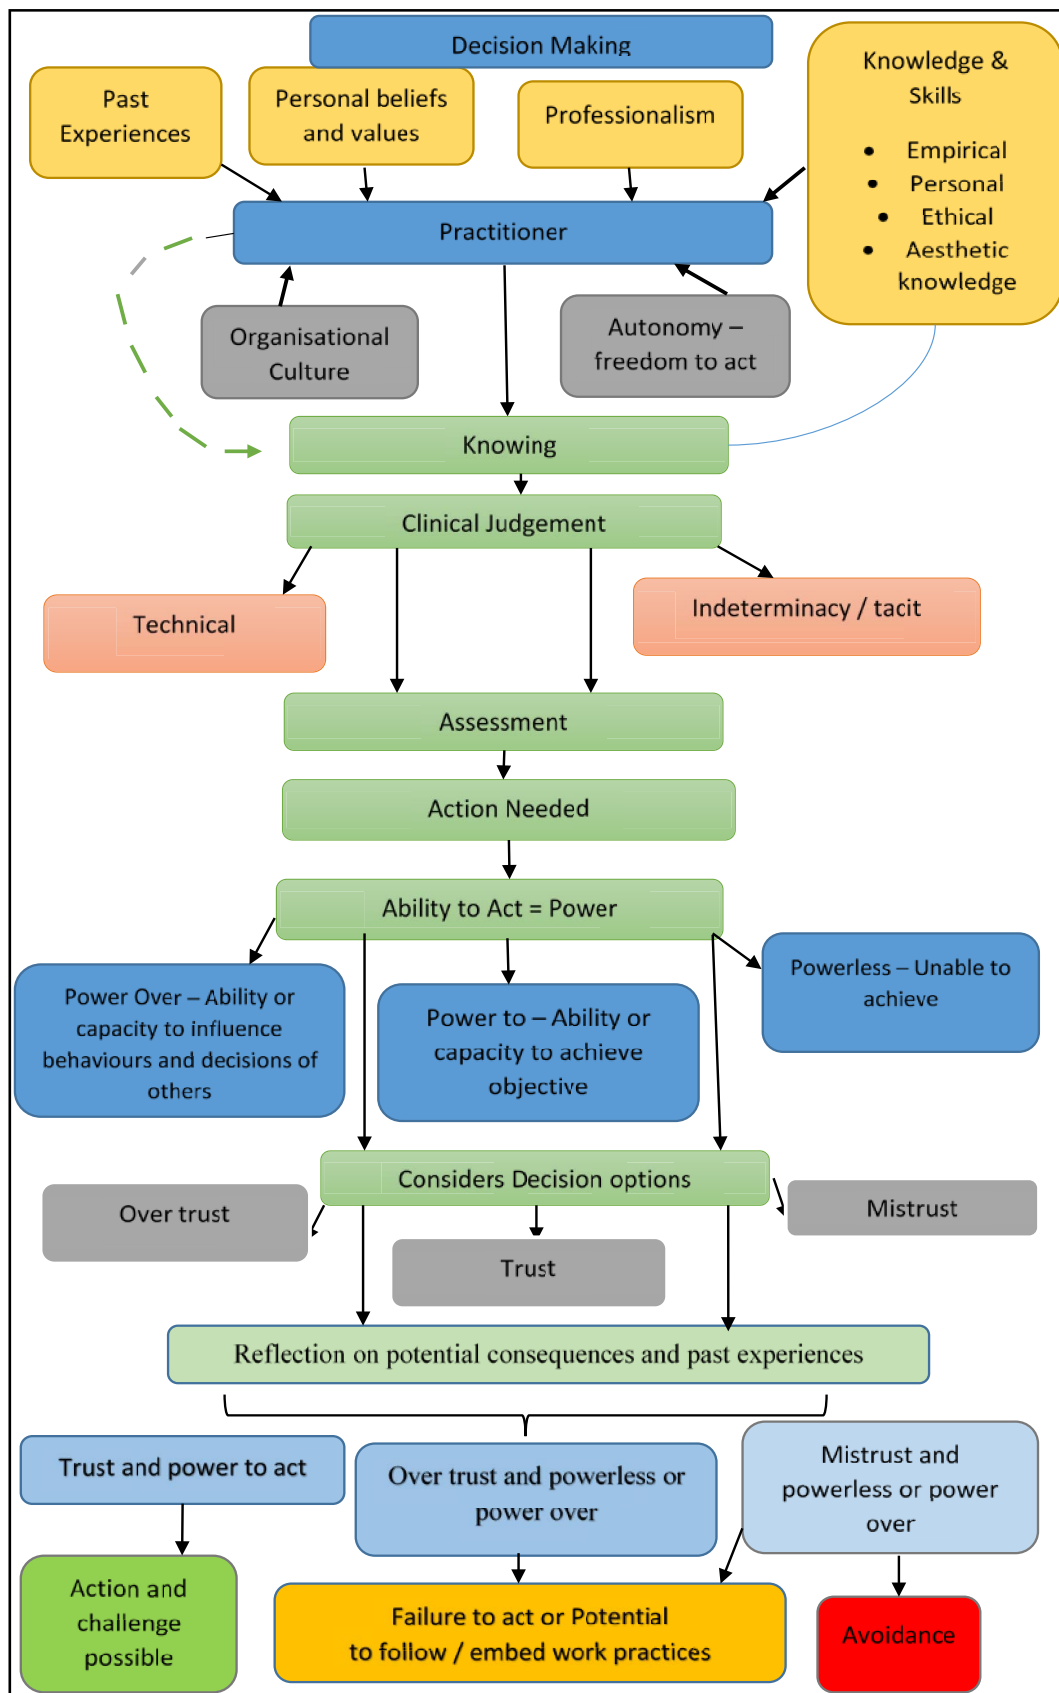 Decision Making
Past
Experiences
Personal beliefs
and values
Professionalism
Knowledge &
Skills
• Empirical
• Personal
• Ethical
• Aesthetic
knowledge
Practitioner
Organisational
Culture
Autonomy –
freedom to act
Knowing
Clinical Judgement
Technical
Indeterminacy / tacit
Assessment
Action Needed
Ability to Act = Power
Power Over – Ability or
capacity to influence
behaviours and decisions of
others
Power to – Ability or
capacity to achieve
objective
Powerless – Unable to
achieve
Considers Decision options
Over trust
Trust
Mistrust
Reflection on potential consequences and past experiences
Trust and power to act
Over trust and powerless or
power over
Mistrust and
powerless or power
over
Action and
challenge
possible
Failure to act or Potential
to follow / embed work practices
Avoidance